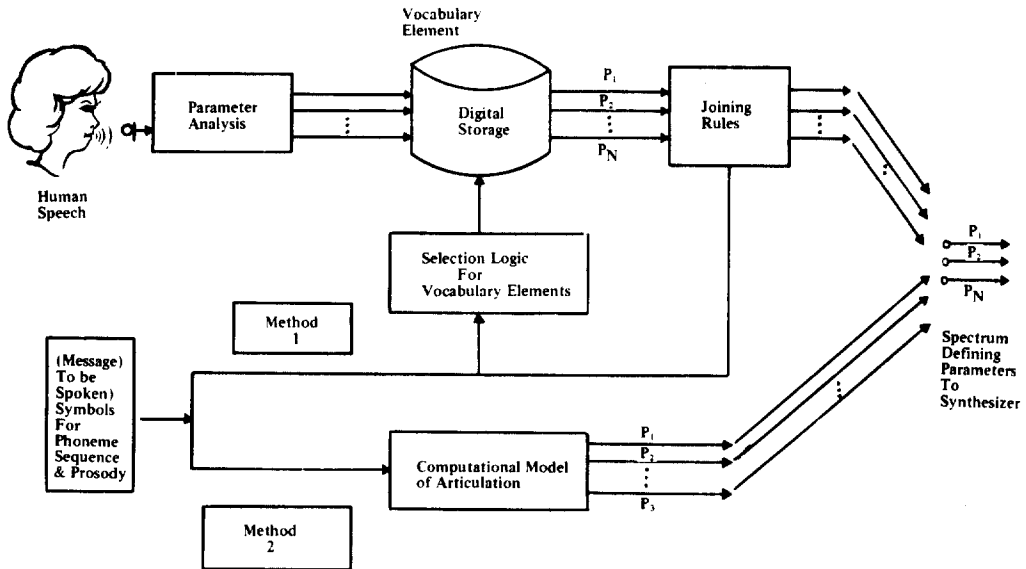 Vocabulary
Element
Parameter
Analysis
Digital
Storage
P₁
P₂
P_N
Joining
Rules
Human
Speech
Selection Logic
For
Vocabulary Elements
Method
1
P₁
P₂
P_N
Spectrum
Defining
Parameters
To
Synthesizer
(Message)
To be
Spoken)
Symbols
For
Phoneme
Sequence
& Prosody
Computational Model
of Articulation
P₁
P₂
P₃
Method
2